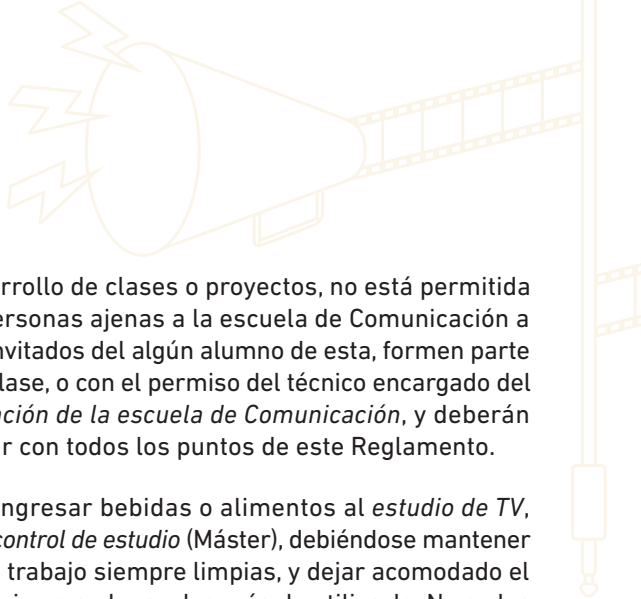 rrollo de clases o proyectos, no está permitida
ersonas ajenas a la escuela de Comunicación a
nvitados del algún alumno de esta, formen parte
lase, o con el permiso del técnico encargado del
ación de la escuela de Comunicación, y deberán
r con todos los puntos de este Reglamento.
ngresar bebidas o alimentos al estudio de TV,
control de estudio (Máster), debiéndose mantener
trabajo siempre limpias, y dejar acomodado el